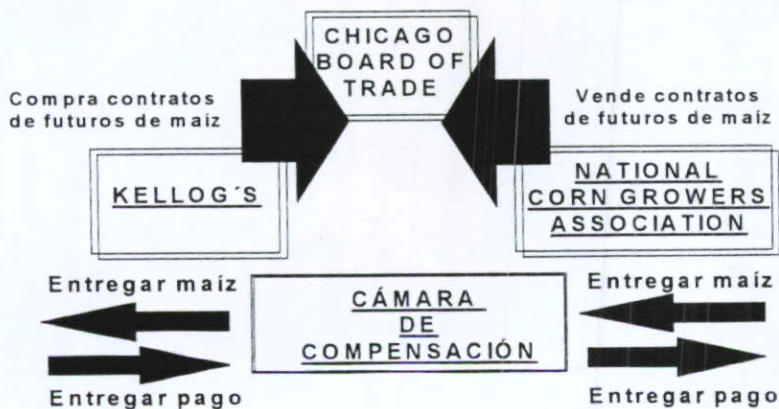 CHICAGO
BOARD OF
TRADE
Compra contratos
de futuros de maíz
Vende contratos
de futuros de maíz
KELLOG´S
NATIONAL
CORN GROWERS
ASSOCIATION
Entregar maíz
Entregar pago
CÁMARA
DE
COMPENSACIÓN
Entregar maíz
Entregar pago